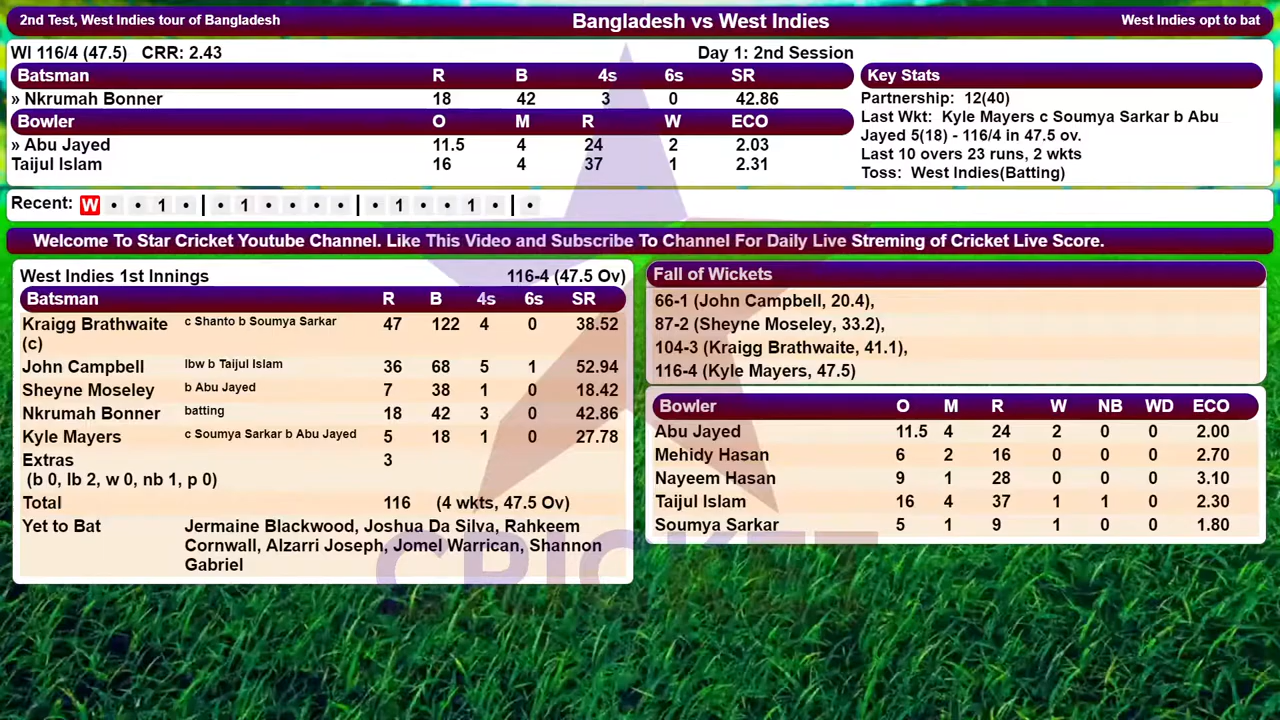 2nd Test, West Indies tour of Bangladesh Bangladesh vs West Indies West Indies opt to bat
WI 116/4 (47.5) CRR: 2.43 Day 1: 2nd Session
Batsman R B 4s 6s SR
» Nkrumah Bonner 18 42 3 0 42.86
Bowler O M R W ECO
» Abu Jayed 11.5 4 24 2 2.03
Taijul Islam 16 4 37 1 2.31
Key Stats
Partnership: 12(40)
Last Wkt: Kyle Mayers c Soumya Sarkar b Abu
Jayed 5(18) - 116/4 in 47.5 ov.
Last 10 overs 23 runs, 2 wkts
Toss: West Indies(Batting)
Recent: W • • 1 • | • 1 • • • • | • 1 • • 1 • | •
Welcome To Star Cricket Youtube Channel. Like This Video and Subscribe To Channel For Daily Live Streming of Cricket Live Score.
West Indies 1st Innings 116-4 (47.5 Ov)
Batsman R B 4s 6s SR
Kraigg Brathwaite c Shanto b Soumya Sarkar 47 122 4 0 38.52
(c)
John Campbell lbw b Taijul Islam 36 68 5 1 52.94
Sheyne Moseley b Abu Jayed 7 38 1 0 18.42
Nkrumah Bonner batting 18 42 3 0 42.86
Kyle Mayers c Soumya Sarkar b Abu Jayed 5 18 1 0 27.78
Extras 3
(b 0, lb 2, w 0, nb 1, p 0)
Total 116 (4 wkts, 47.5 Ov)
Yet to Bat Jermaine Blackwood, Joshua Da Silva, Rahkeem
Cornwall, Alzarri Joseph, Jomel Warrican, Shannon
Gabriel
Fall of Wickets
66-1 (John Campbell, 20.4),
87-2 (Sheyne Moseley, 33.2),
104-3 (Kraigg Brathwaite, 41.1),
116-4 (Kyle Mayers, 47.5)
Bowler O M R W NB WD ECO
Abu Jayed 11.5 4 24 2 0 0 2.00
Mehidy Hasan 6 2 16 0 0 0 2.70
Nayeem Hasan 9 1 28 0 0 0 3.10
Taijul Islam 16 4 37 1 1 0 2.30
Soumya Sarkar 5 1 9 1 0 0 1.80
CRICKET